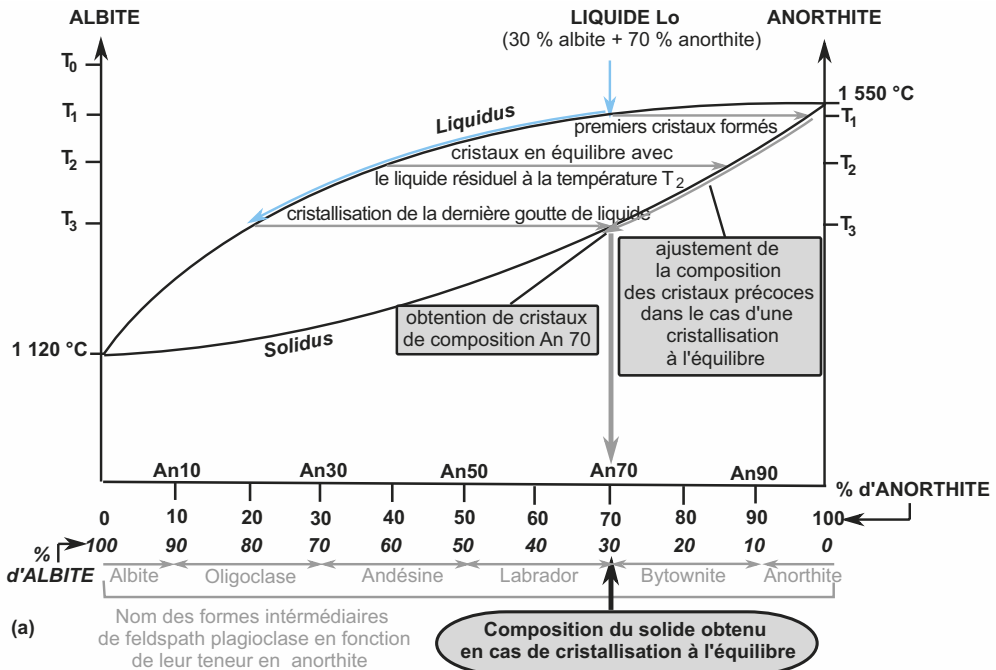 ALBITE
LIQUIDE Lo
(30 % albite + 70 % anorthite)
ANORTHITE
T0
T1
T2
T3
1 120 °C
1 550 °C
T1
T2
T3
Liquidus
premiers cristaux formés
cristaux en équilibre avec
le liquide résiduel à la température T2
cristallisation de la dernière goutte de liquide
ajustement de
la composition
des cristaux précoces
dans le cas d'une
cristallisation
à l'équilibre
obtention de cristaux
de composition An 70
Solidus
An10 An30 An50 An70 An90
% d'ANORTHITE
0 10 20 30 40 50 60 70 80 90 100
%
d'ALBITE
100 90 80 70 60 50 40 30 20 10 0
Albite Oligoclase Andésine Labrador Bytownite Anorthite
(a)
Nom des formes intérmédiaires
de feldspath plagioclase en fonction
de leur teneur en anorthite
Composition du solide obtenu
en cas de cristallisation à l'équilibre